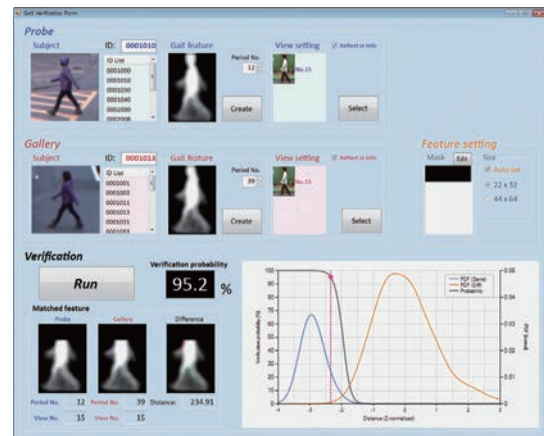 Gait Verification Form
Probe
Subject ID: 0001010 Gait feature Period No. View setting Reflect in Info
ID List
0001000
0001010
0001030
0001040
0002000
0002008
12
No.15
Create Select
Gallery
Subject ID: 0001013 Gait feature Period No. View setting Reflect in Info
ID List
0001001
0001003
0001011
0001013
0001031
0001033
39
No.15
Create Select
Feature setting
Mask Edit Size
Auto set
22 x 32
44 x 64
Verification
Run
Verification probability
95.2 %
Matched feature
Probe Gallery Difference
Period No. 12 Period No. 39 Distance: 234.91
View No. 15 View No. 15
Verification probability [%]
100
90
80
70
60
50
40
30
20
10
0
PDF (Same)
PDF (Diff)
Probability
0.05
0.04
0.03
0.02
0.01
0
-4 -3 -2 -1 0 1 2 3
Distance (Z-normalized)